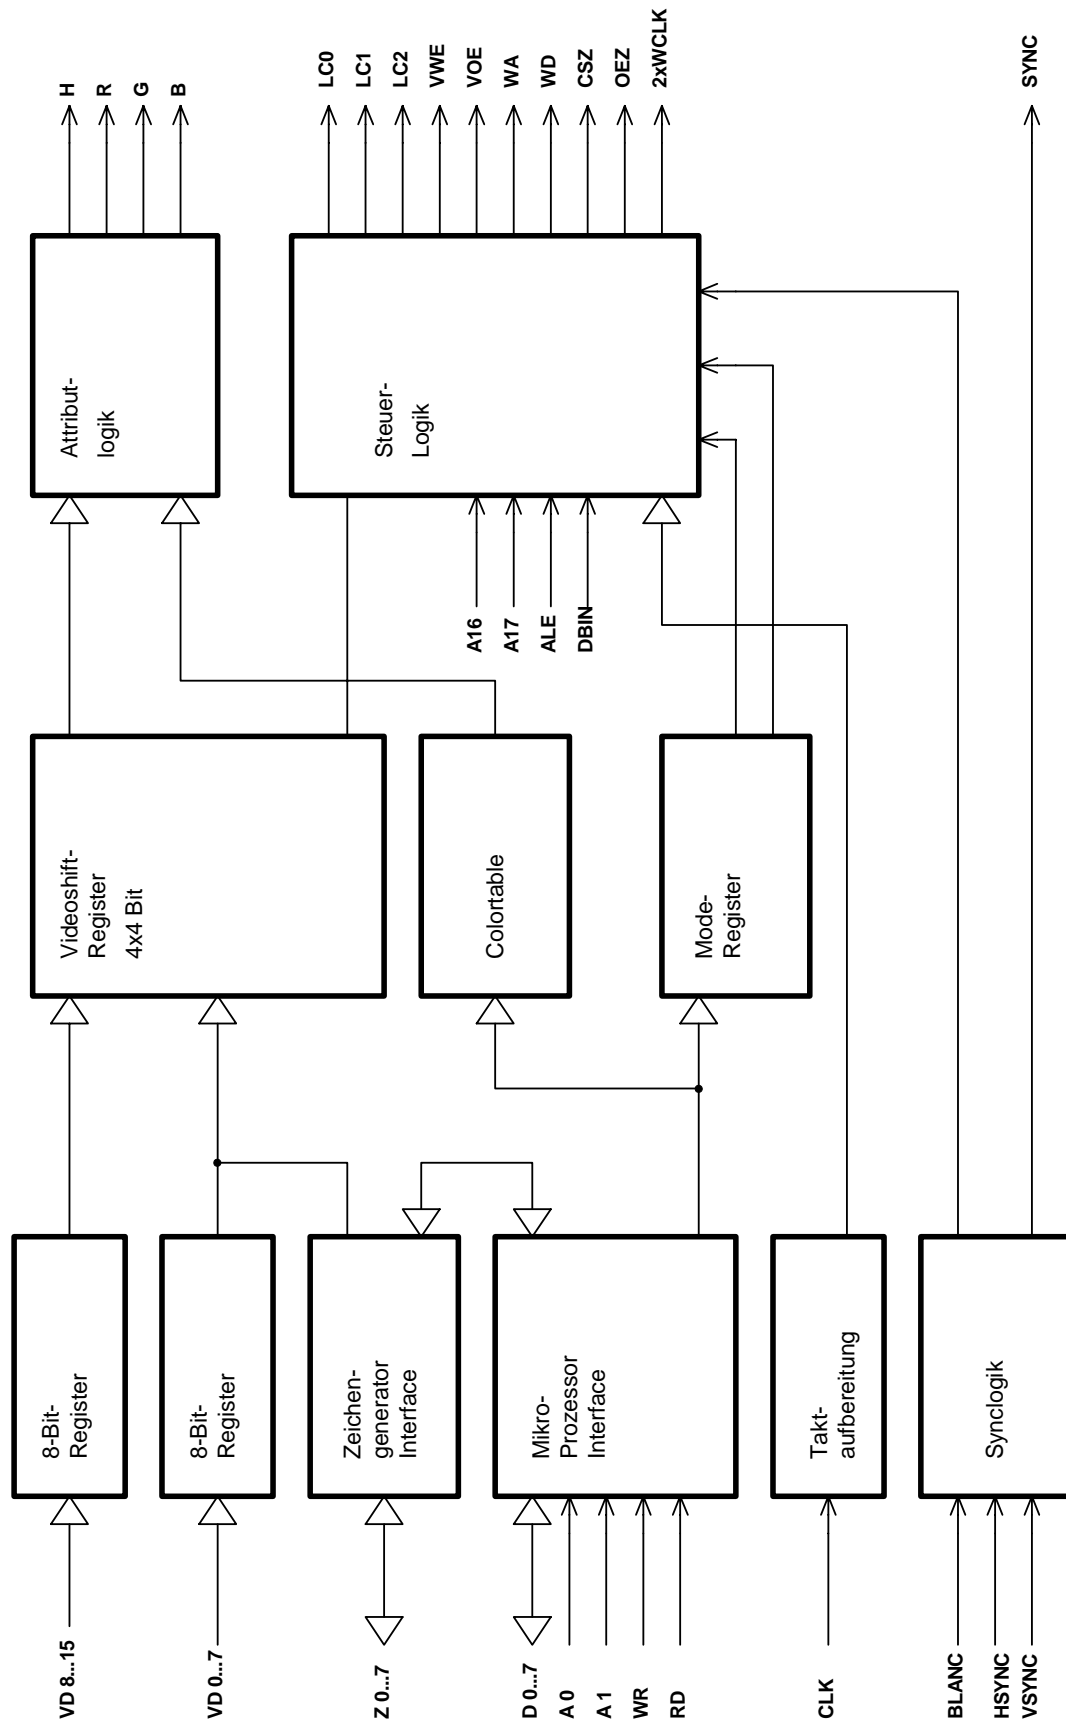 VD 8...15
VD 0...7
Z 0...7
D 0...7
A 0
A 1
WR
RD
CLK
BLANC
HSYNC
VSYNC
8-Bit-
Register
8-Bit-
Register
Zeichen-
generator
Interface
Mikro-
Prozessor
Interface
Takt-
aufbereitung
Synclogik
Videoshift-
Register
4x4 Bit
Colortable
Mode-
Register
A16
A17
ALE
DBIN
Attribut-
logik
Steuer-
Logik
H
R
G
B
LC0
LC1
LC2
VWE
VOE
WA
WD
CSZ
OEZ
2xWCLK
SYNC